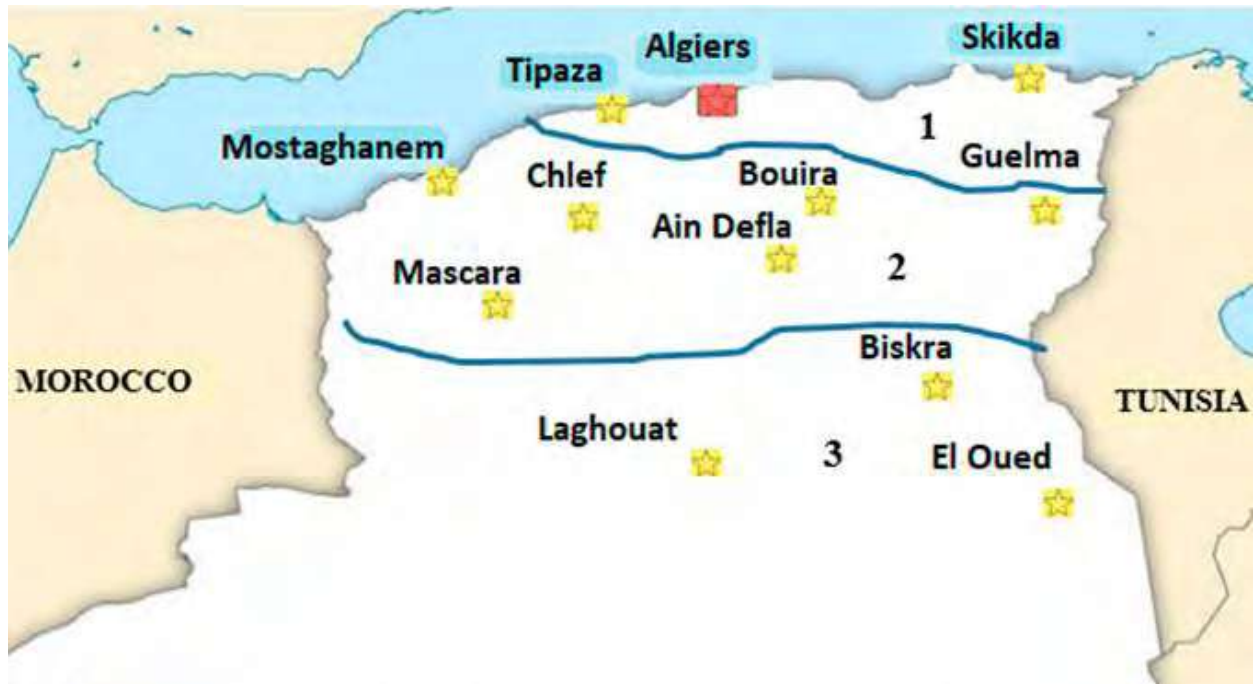 Skikda
Algiers
Tipaza
1
Mostaghanem
Guelma
Chlef
Bouira
Ain Defla
Mascara
2
Biskra
MOROCCO
TUNISIA
Laghouat
3
El Oued